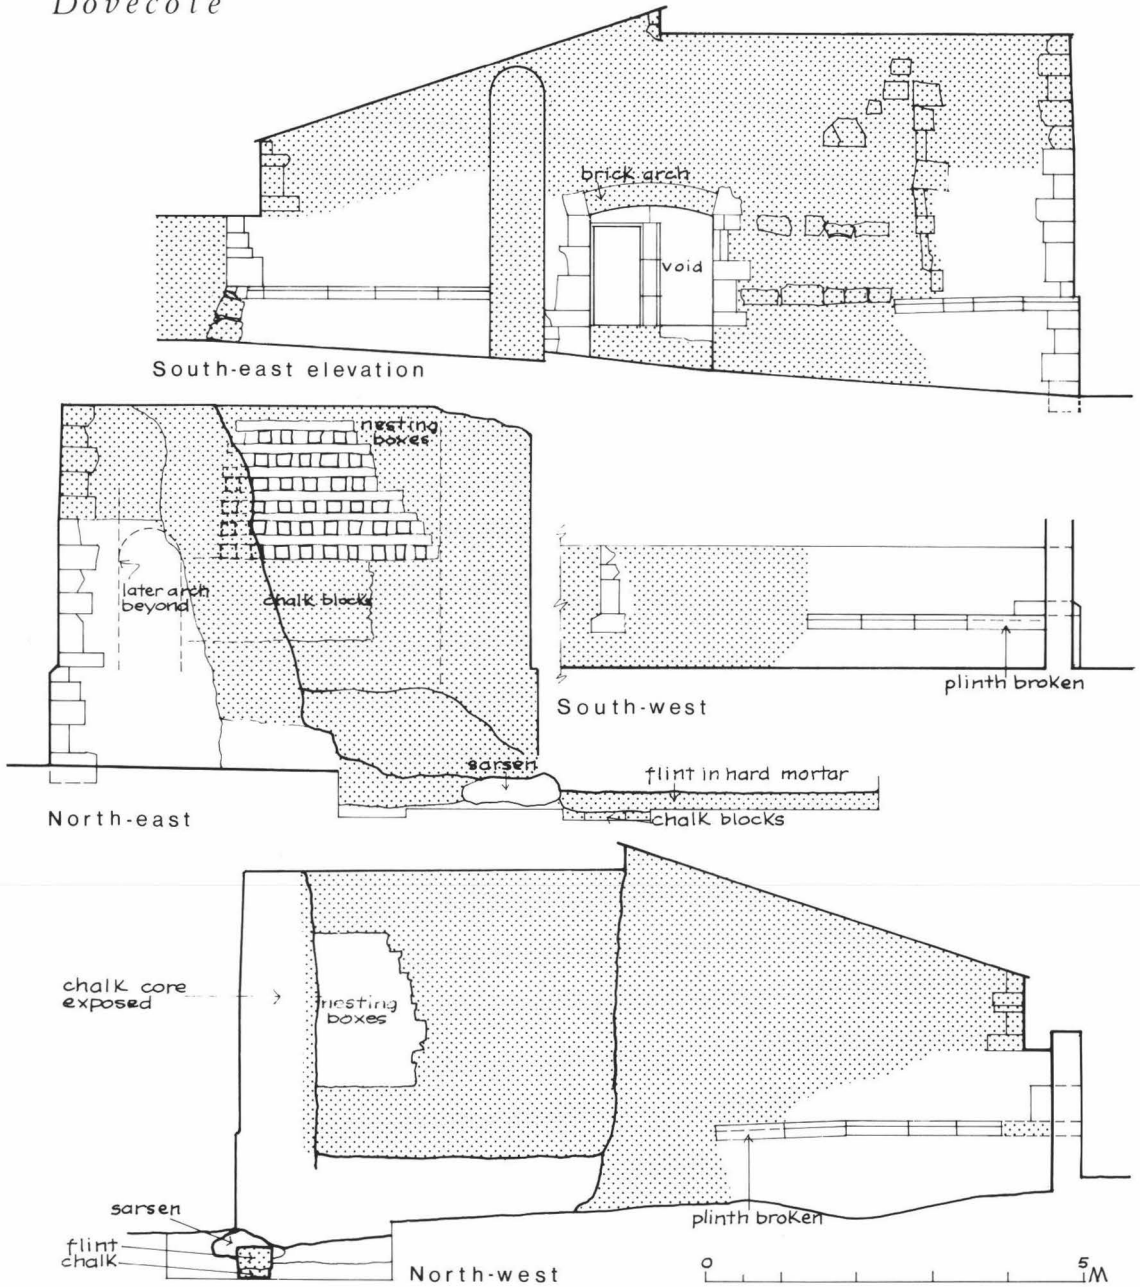 Dovecote
brick arch
void
South-east elevation
nesting
boxes
later arch
beyond
chalk blocks
plinth broken
South-west
sarsen
flint in hard mortar
North-east
chalk blocks
chalk core
exposed
nesting
boxes
sarsen
plinth broken
flint
chalk
North-west
0
5M